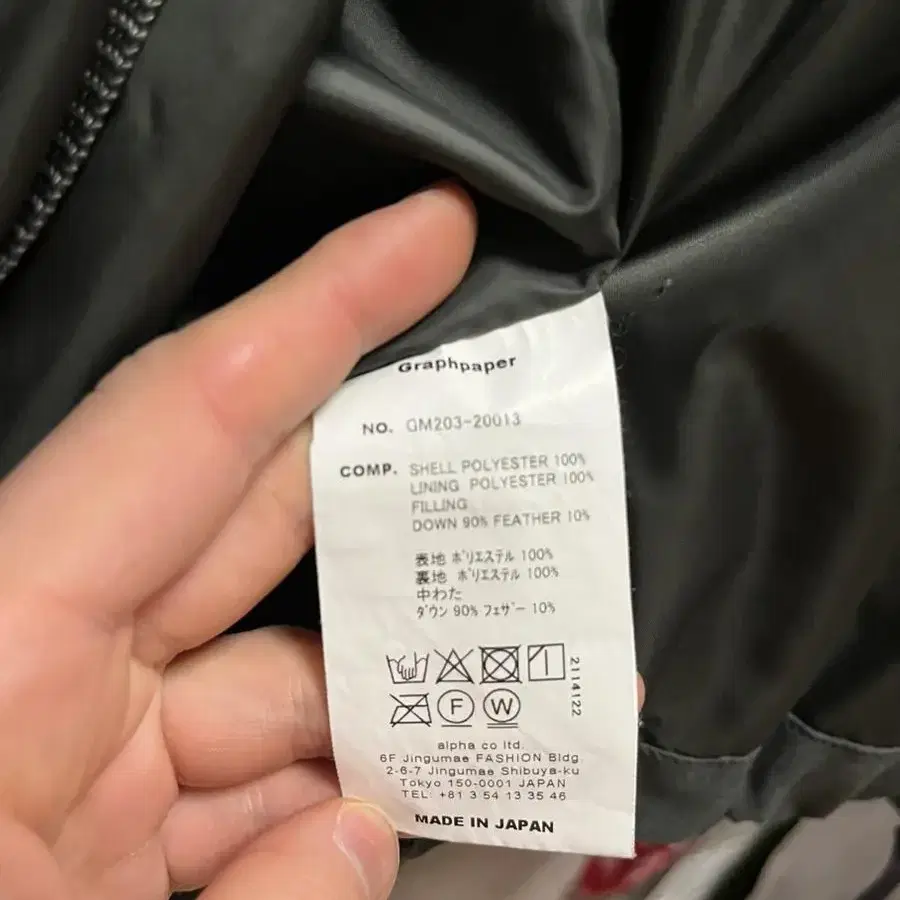 Graphpaper
NO. GM203-20013
COMP. SHELL POLYESTER 100%
LINING POLYESTER 100%
FILLING
DOWN 90% FEATHER 10%
表地 ポリエステル 100%
裏地 ポリエステル 100%
中わた
ダウン 90% フェザー 10%
2114122
F W
alpha co ltd.
6F Jingumae FASHION Bldg
2-6-7 Jingumae Shibuya-ku
Tokyo 150-0001 JAPAN
TEL: +81 3 54 13 35 46
MADE IN JAPAN